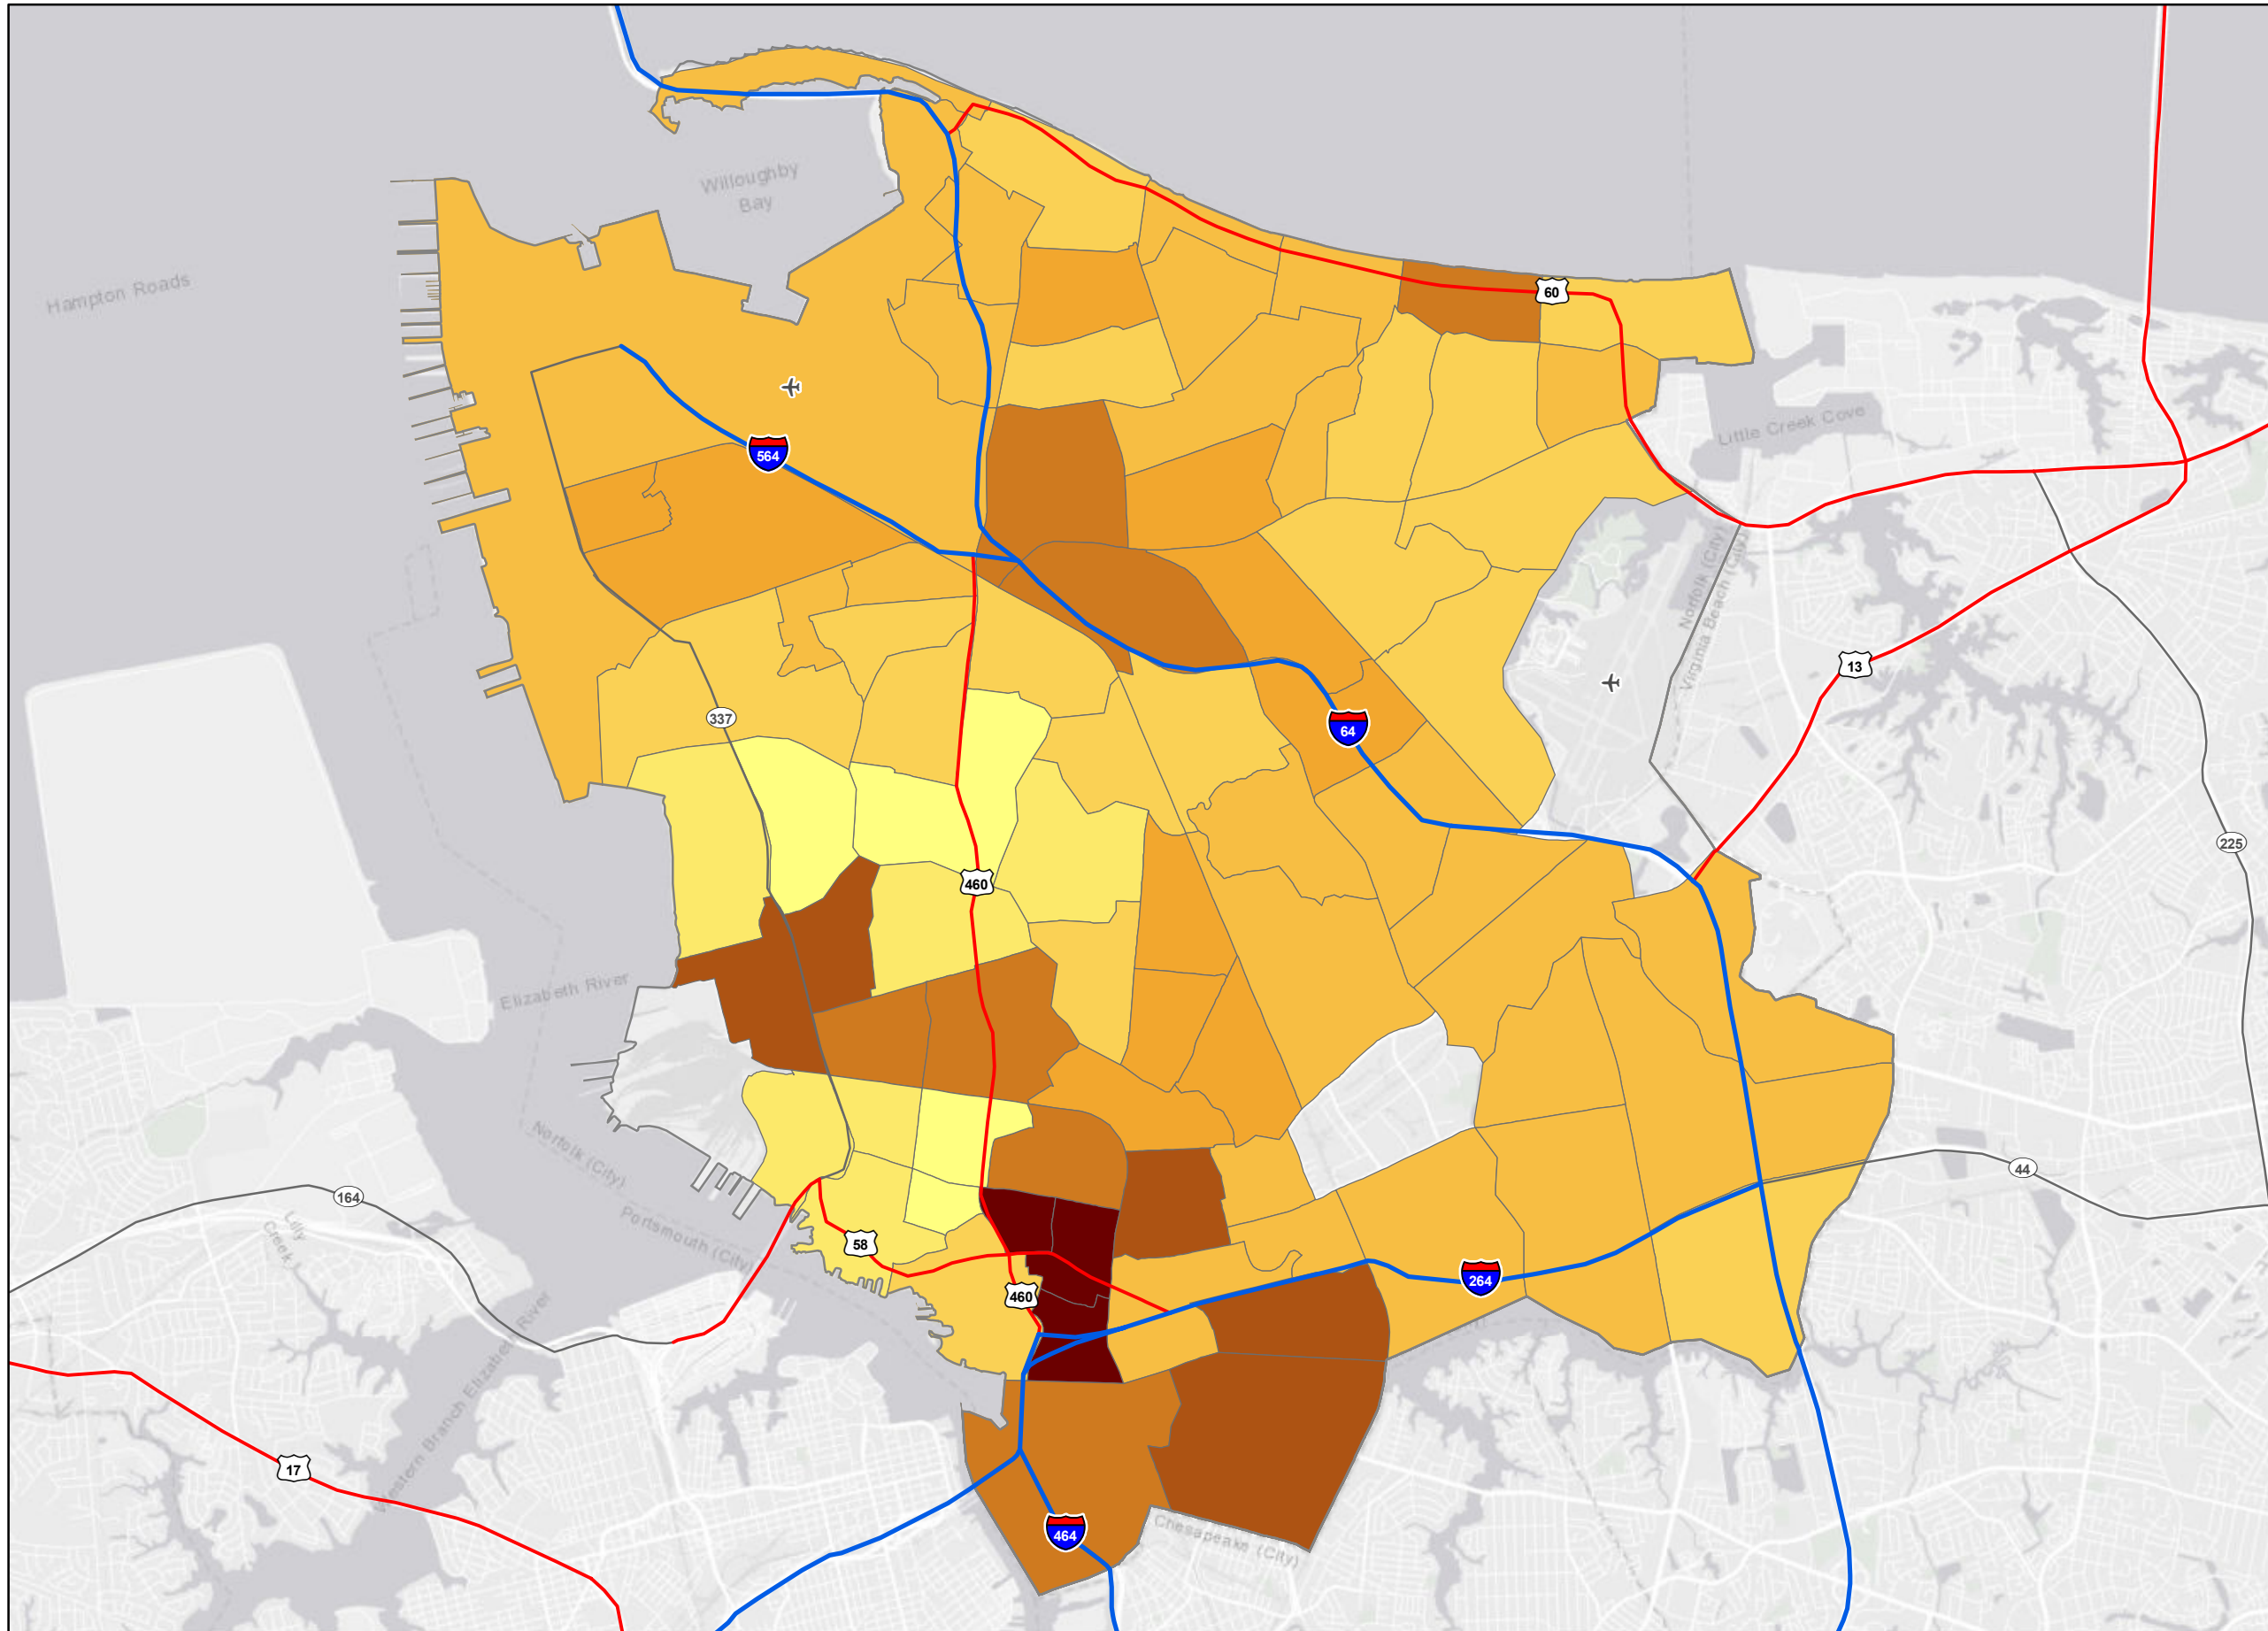 Willoughby
Bay
Hampton Roads
60
Little Creek Cove
564
Norfolk (City)
Virginia Beach (City)
13
337
64
225
460
Elizabeth River
Norfolk (City)
44
164
Lilly
Creek
Portsmouth (City)
58
264
460
Western Branch Elizabeth River
17
464
Chesapeake (City)